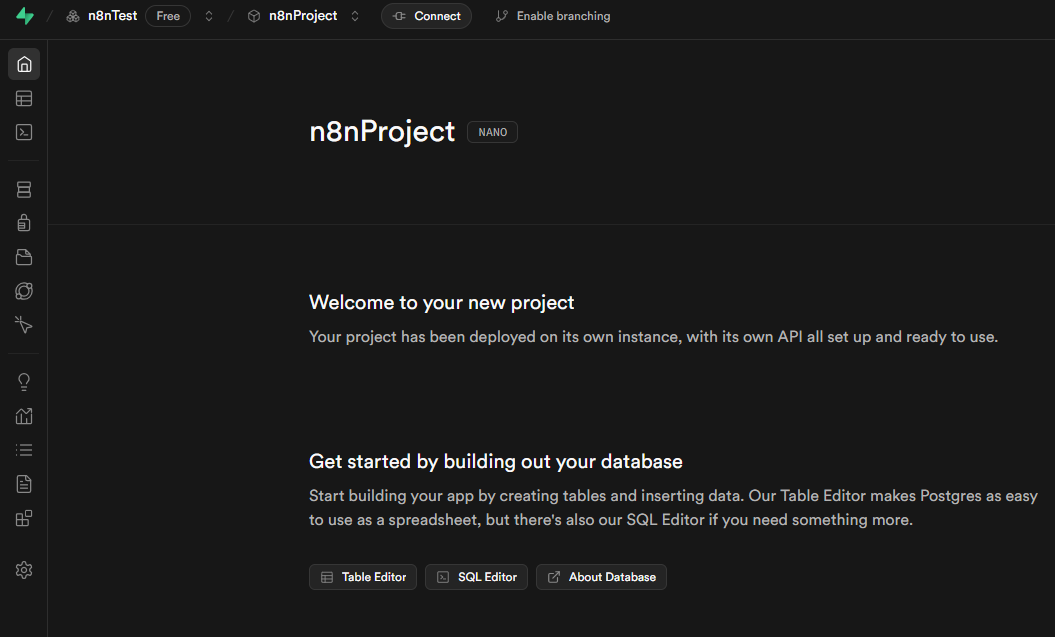 n8nTest Free n8nProject Connect Enable branching
n8nProject NANO
Welcome to your new project
Your project has been deployed on its own instance, with its own API all set up and ready to use.
Get started by building out your database
Start building your app by creating tables and inserting data. Our Table Editor makes Postgres as easy
to use as a spreadsheet, but there's also our SQL Editor if you need something more.
Table Editor SQL Editor About Database